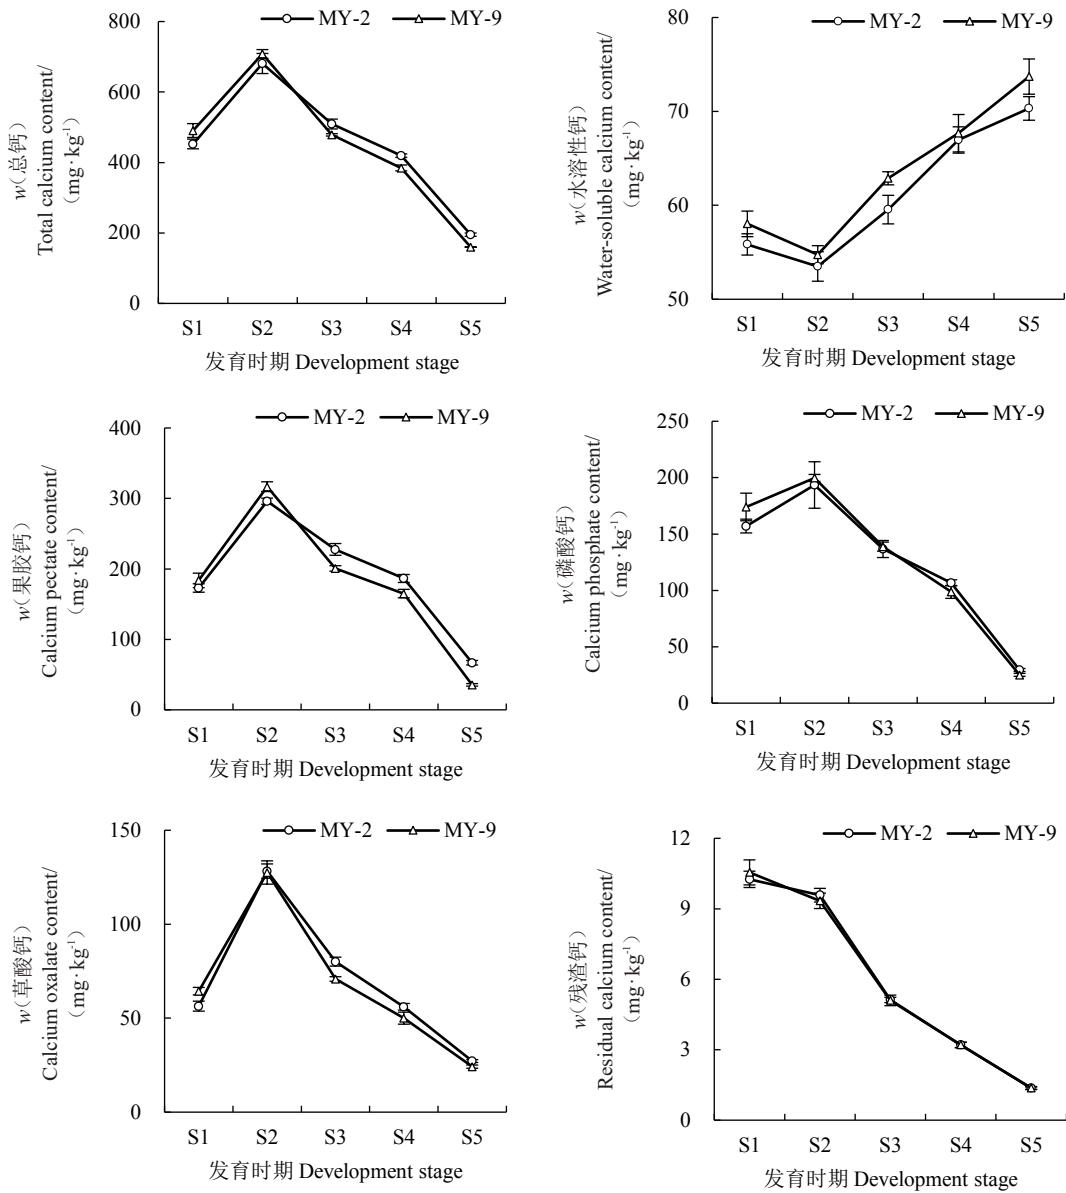 MY-2 MY-9
w(总钙)
Total calcium content/
(mg·kg-1)
800
600
400
200
0
S1 S2 S3 S4 S5
发育时期 Development stage
MY-2 MY-9
w(水溶性钙)
Water-soluble calcium content/
(mg·kg-1)
80
70
60
50
S1 S2 S3 S4 S5
发育时期 Development stage
MY-2 MY-9
w(果胶钙)
Calcium pectate content/
(mg·kg-1)
400
300
200
100
0
S1 S2 S3 S4 S5
发育时期 Development stage
MY-2 MY-9
w(磷酸钙)
Calcium phosphate content/
(mg·kg-1)
250
200
150
100
50
0
S1 S2 S3 S4 S5
发育时期 Development stage
MY-2 MY-9
w(草酸钙)
Calcium oxalate content/
(mg·kg-1)
150
100
50
0
S1 S2 S3 S4 S5
发育时期 Development stage
MY-2 MY-9
w(残渣钙)
Residual calcium content/
(mg·kg-1)
12
9
6
3
0
S1 S2 S3 S4 S5
发育时期 Development stage